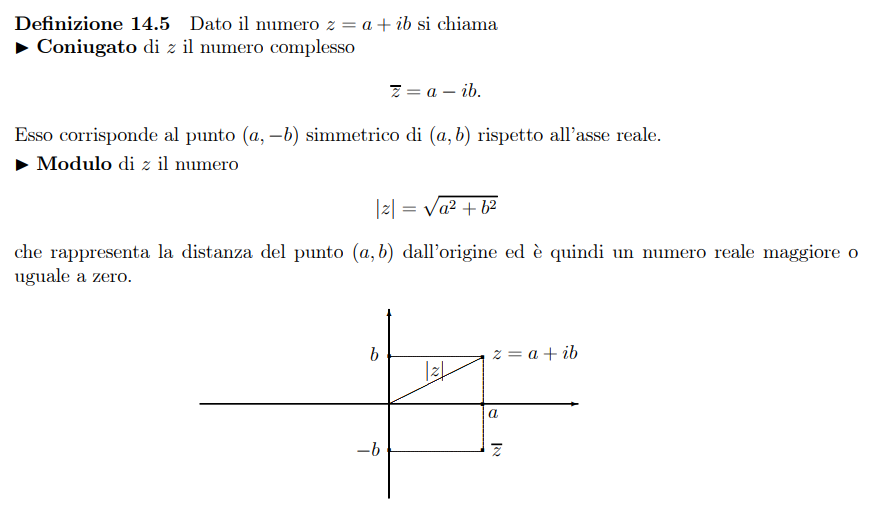 Definizione 14.5 Dato il numero z = a + ib si chiama
▶ Coniugato di z il numero complesso
z̅ = a − ib.
Esso corrisponde al punto (a, −b) simmetrico di (a, b) rispetto all'asse reale.
▶ Modulo di z il numero
|z| = √(a² + b²)
che rappresenta la distanza del punto (a, b) dall'origine ed è quindi un numero reale maggiore o
uguale a zero.
b
z = a + ib
|z|
a
−b
z̅